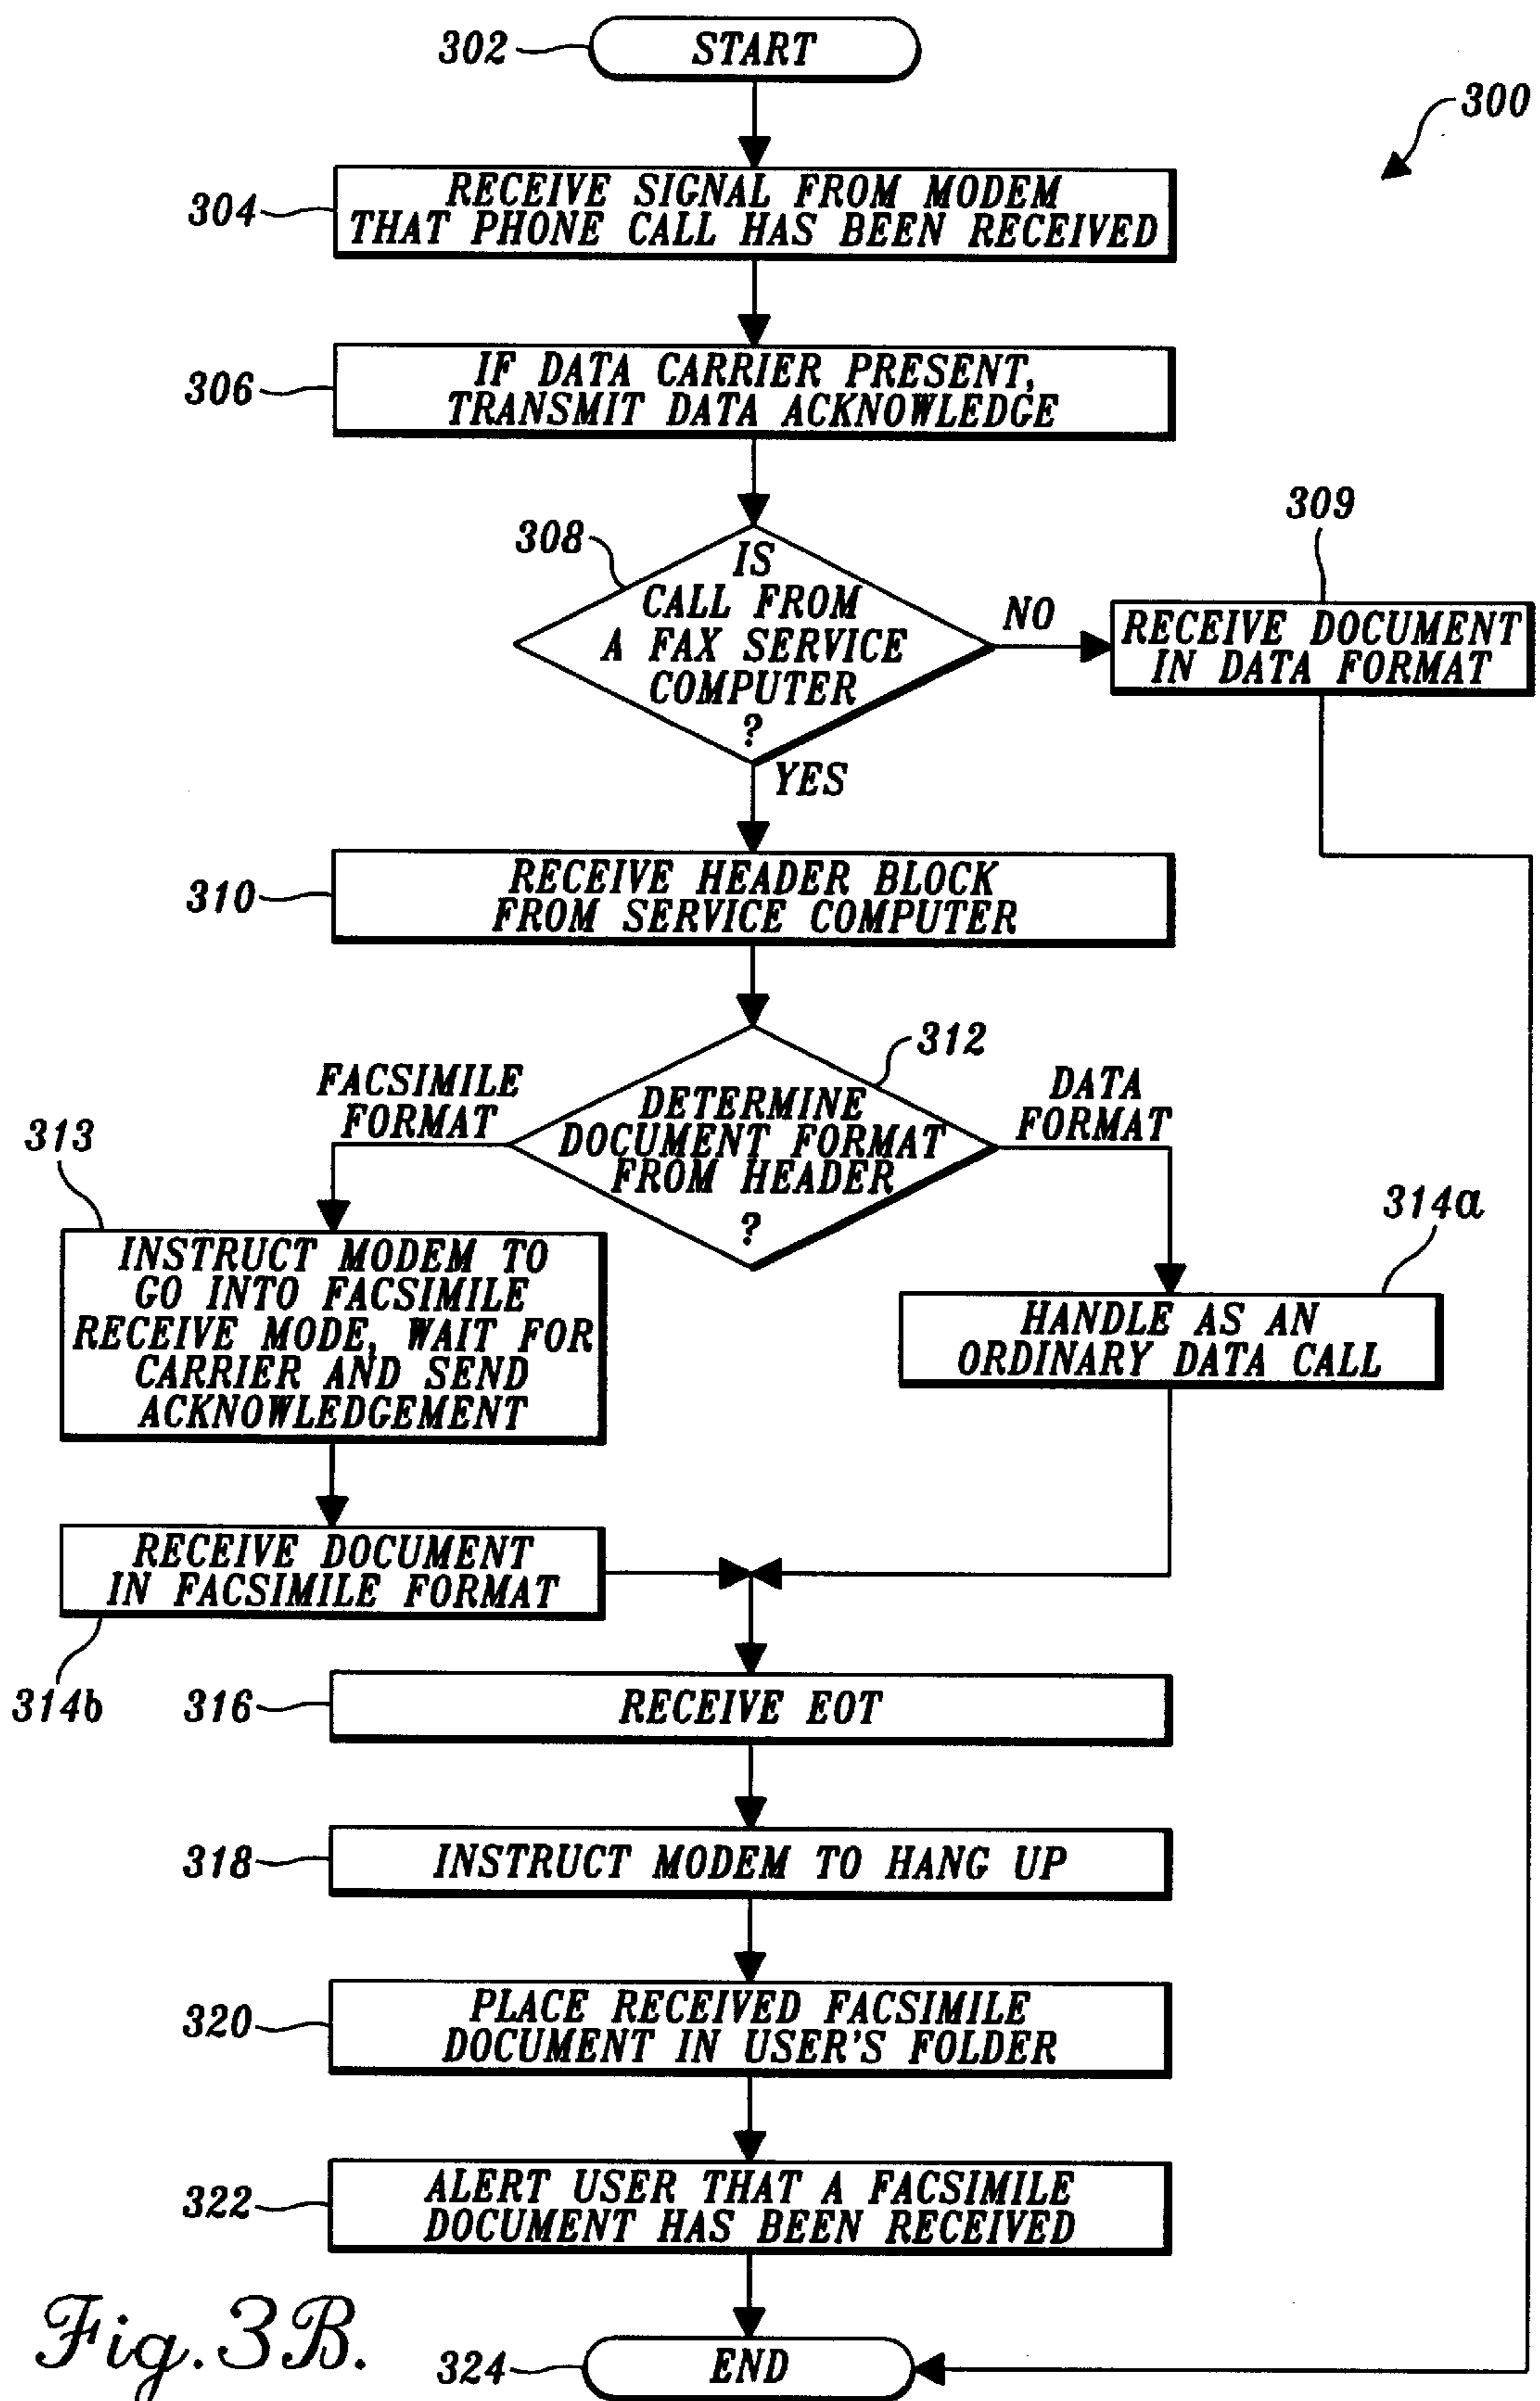 302
START
300
304
RECEIVE SIGNAL FROM MODEM
THAT PHONE CALL HAS BEEN RECEIVED
306
IF DATA CARRIER PRESENT,
TRANSMIT DATA ACKNOWLEDGE
308
IS
CALL FROM
A FAX SERVICE
COMPUTER
?
NO
309
RECEIVE DOCUMENT
IN DATA FORMAT
YES
310
RECEIVE HEADER BLOCK
FROM SERVICE COMPUTER
312
FACSIMILE
FORMAT
DETERMINE
DOCUMENT FORMAT
FROM HEADER
?
DATA
FORMAT
313
INSTRUCT MODEM TO
GO INTO FACSIMILE
RECEIVE MODE, WAIT FOR
CARRIER AND SEND
ACKNOWLEDGEMENT
314a
HANDLE AS AN
ORDINARY DATA CALL
RECEIVE DOCUMENT
IN FACSIMILE FORMAT
314b
316
RECEIVE EOT
318
INSTRUCT MODEM TO HANG UP
320
PLACE RECEIVED FACSIMILE
DOCUMENT IN USER'S FOLDER
322
ALERT USER THAT A FACSIMILE
DOCUMENT HAS BEEN RECEIVED
324
END
Fig. 3B.